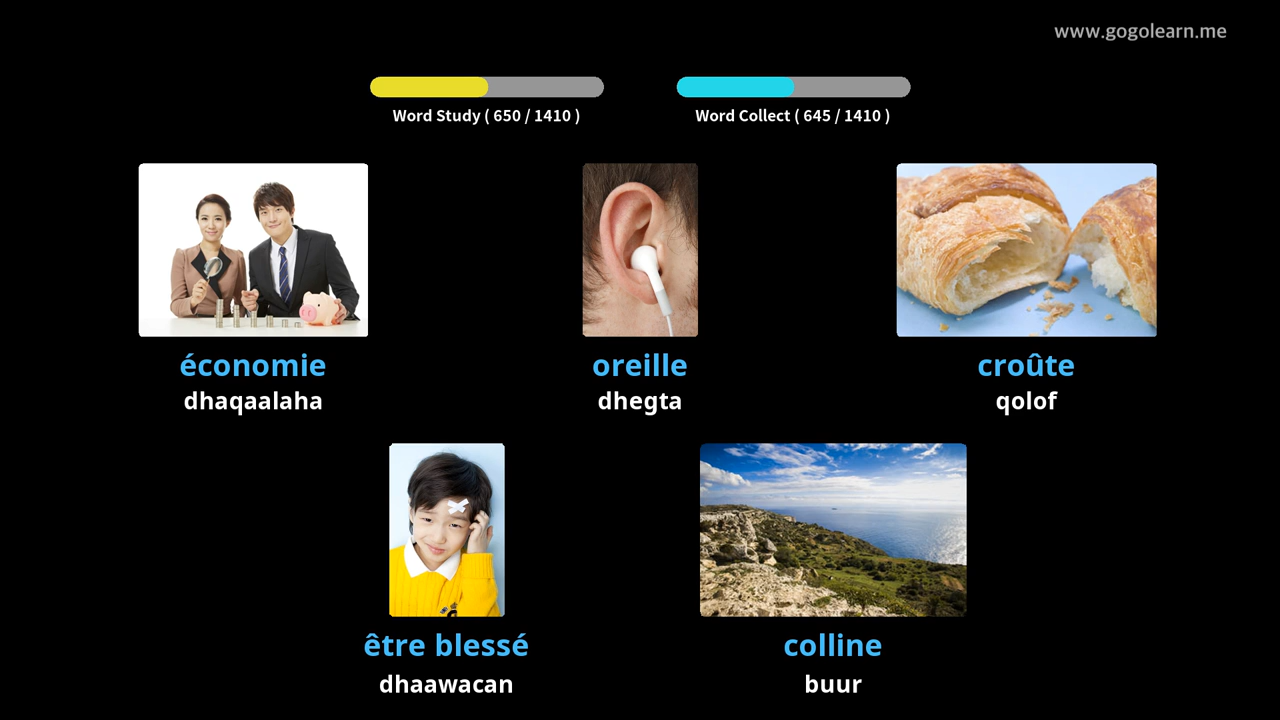 www.gogolearn.me
Word Study ( 650 / 1410 )
Word Collect ( 645 / 1410 )
économie
oreille
croûte
dhaqaalaha
dhegta
qolof
être blessé
colline
dhaawacan
buur